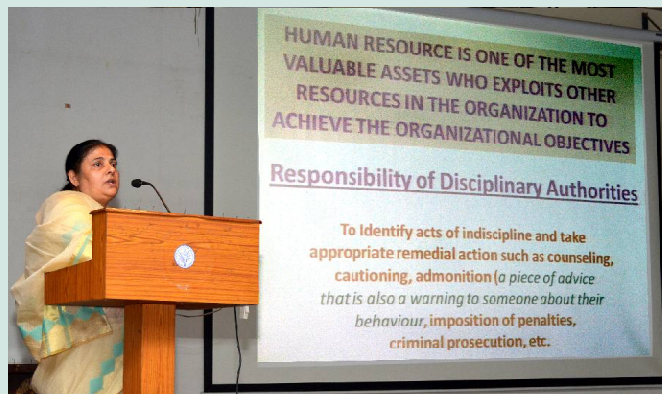 HUMAN RESOURCE IS ONE OF THE MOST
VALUABLE ASSETS WHO EXPLOITS OTHER
RESOURCES IN THE ORGANIZATION TO
ACHIEVE THE ORGANIZATIONAL OBJECTIVES
Responsibility of Disciplinary Authorities
To Identify acts of indiscipline and take
appropriate remedial action such as counseling,
cautioning, admonition (a piece of advice
that is also a warning to someone about their
behaviour, imposition of penalties,
criminal prosecution, etc.